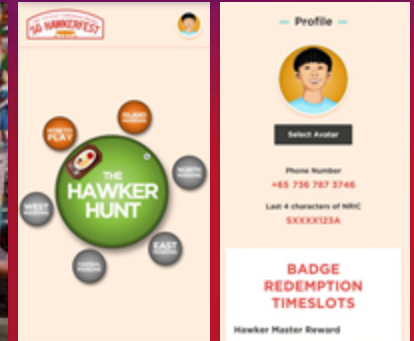 SG HAWKERFEST
HOW TO
PLAY
ISLAND
NORTH
THE
HAWKER
HUNT
WEST
EAST
Profile
Select Avatar
Phone Number
+65 736 787 3746
Last 4 characters of NRIC
SXXXX123A
BADGE
REDEMPTION
TIMESLOTS
Hawker Master Reward